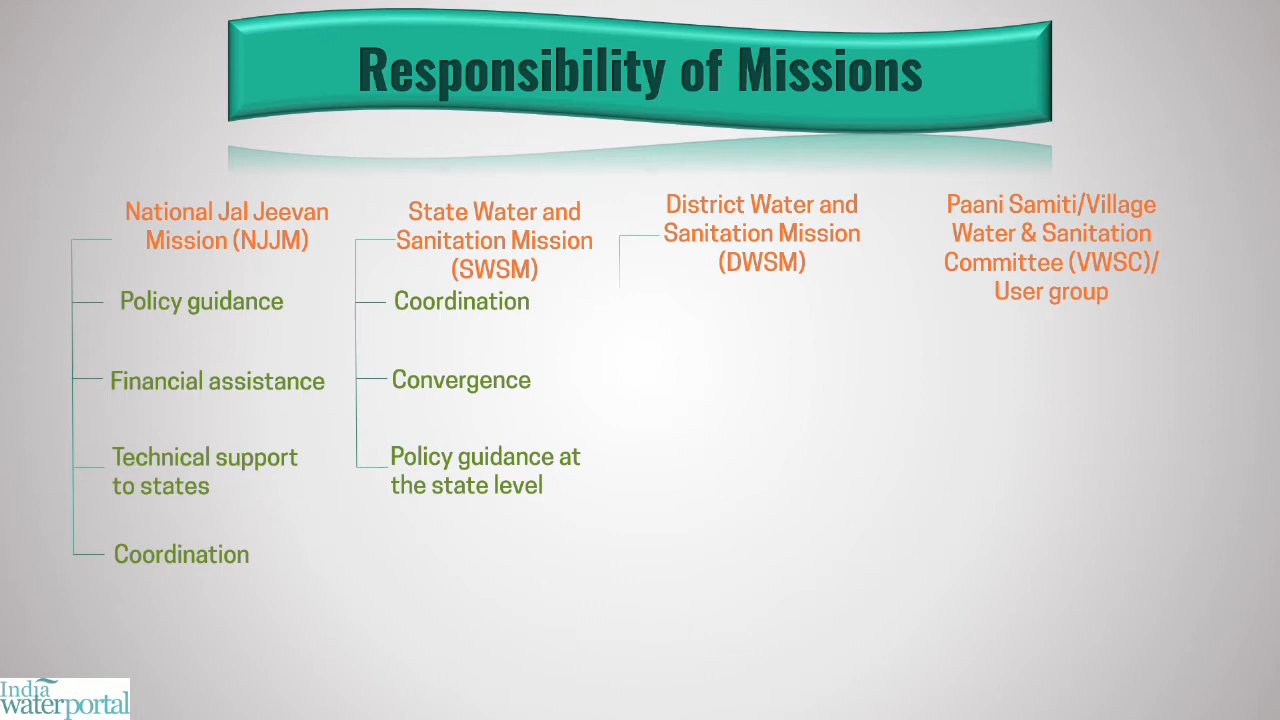 Responsibility of Missions
National Jal Jeevan
Mission (NJJM)
Policy guidance
Financial assistance
Technical support
to states
Coordination
State Water and
Sanitation Mission
(SWSM)
Coordination
Convergence
Policy guidance at
the state level
District Water and
Sanitation Mission
(DWSM)
Paani Samiti/Village
Water & Sanitation
Committee (VWSC)/
User group
India
waterportal